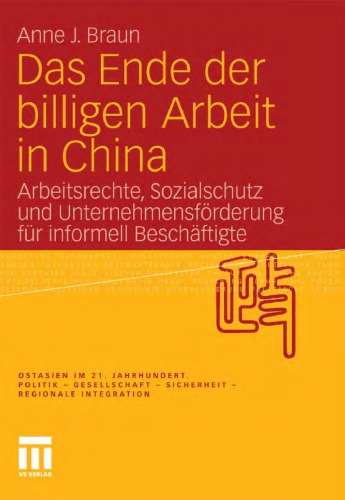 Anne J. Braun
Das Ende der
billigen Arbeit
in China
Arbeitsrechte, Sozialschutz
und Unternehmensförderung
für informell Beschäftigte
OSTASIEN IM 21. JAHRHUNDERT.
POLITIK – GESELLSCHAFT – SICHERHEIT –
REGIONALE INTEGRATION
VS VERLAG